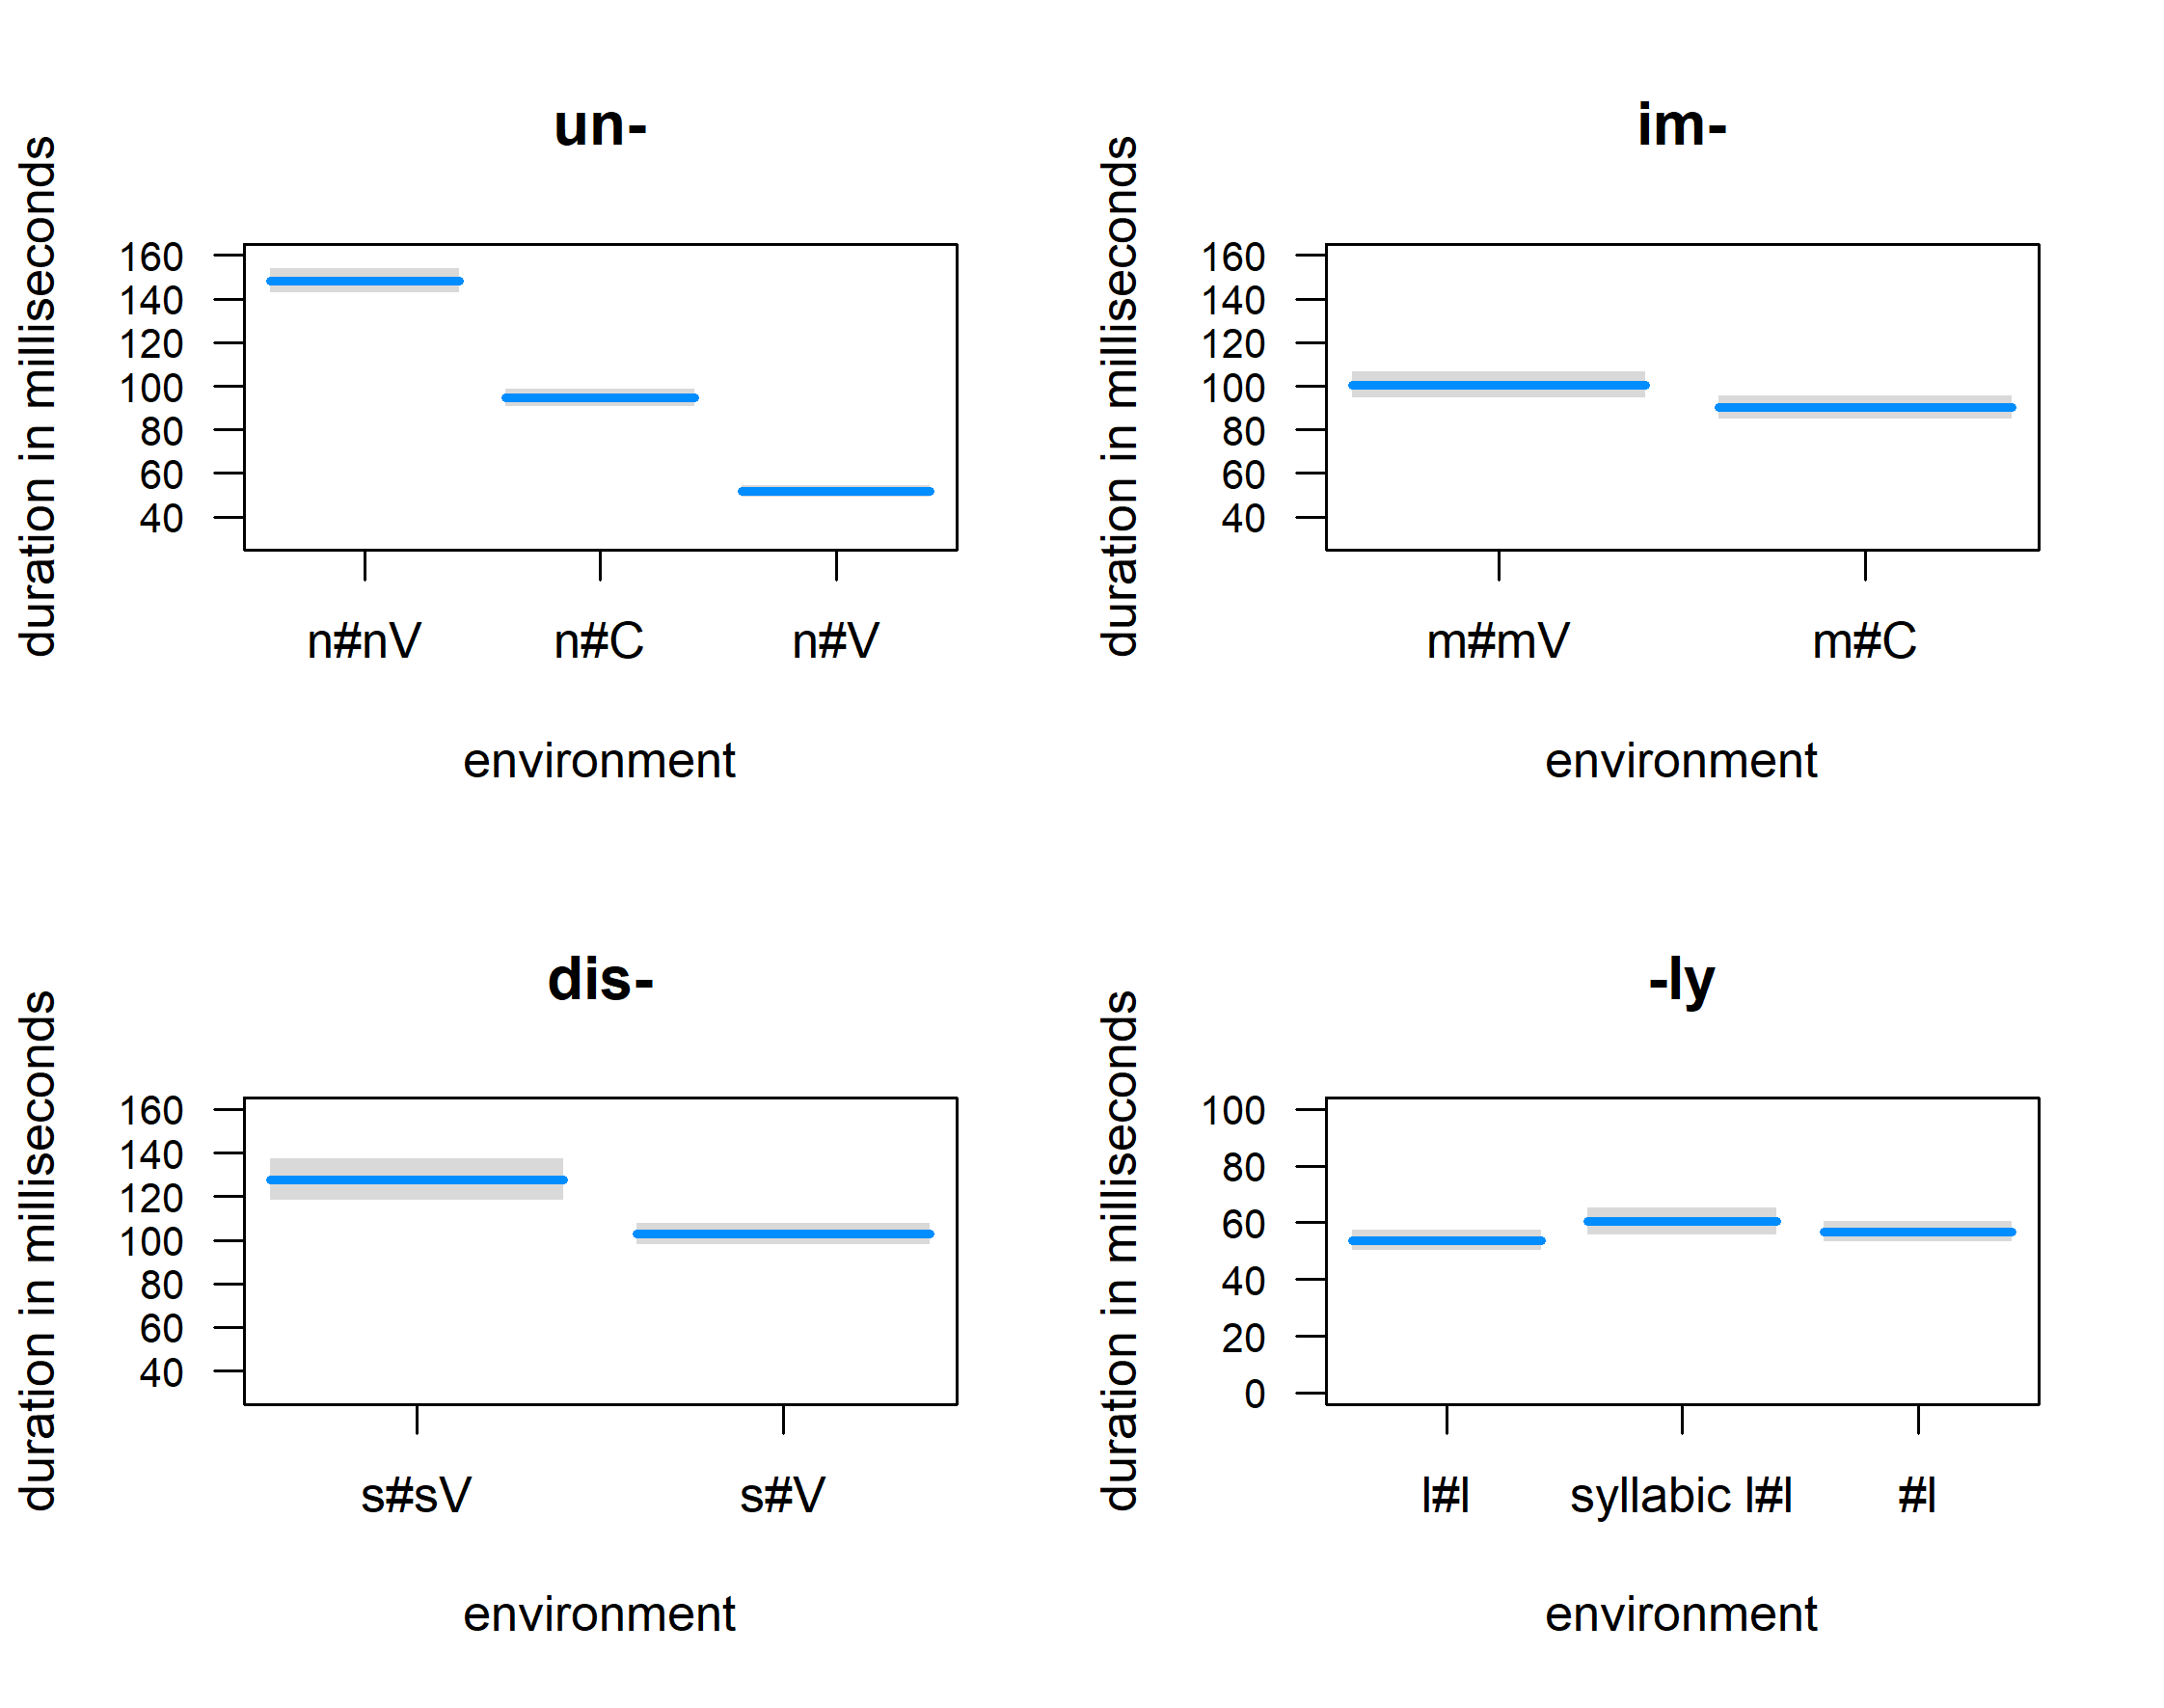 un-
duration in milliseconds
160
140
120
100
80
60
40
n#nV n#C n#V
environment
im-
duration in milliseconds
160
140
120
100
80
60
40
m#mV m#C
environment
dis-
duration in milliseconds
160
140
120
100
80
60
40
s#sV s#V
environment
-ly
duration in milliseconds
100
80
60
40
20
0
l#l syllabic l#l #l
environment